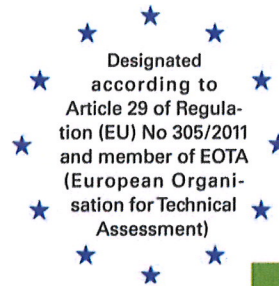 Designated
according to
Article 29 of Regula-
tion (EU) No 305/2011
and member of EOTA
(European Organi-
sation for Technical
Assessment)